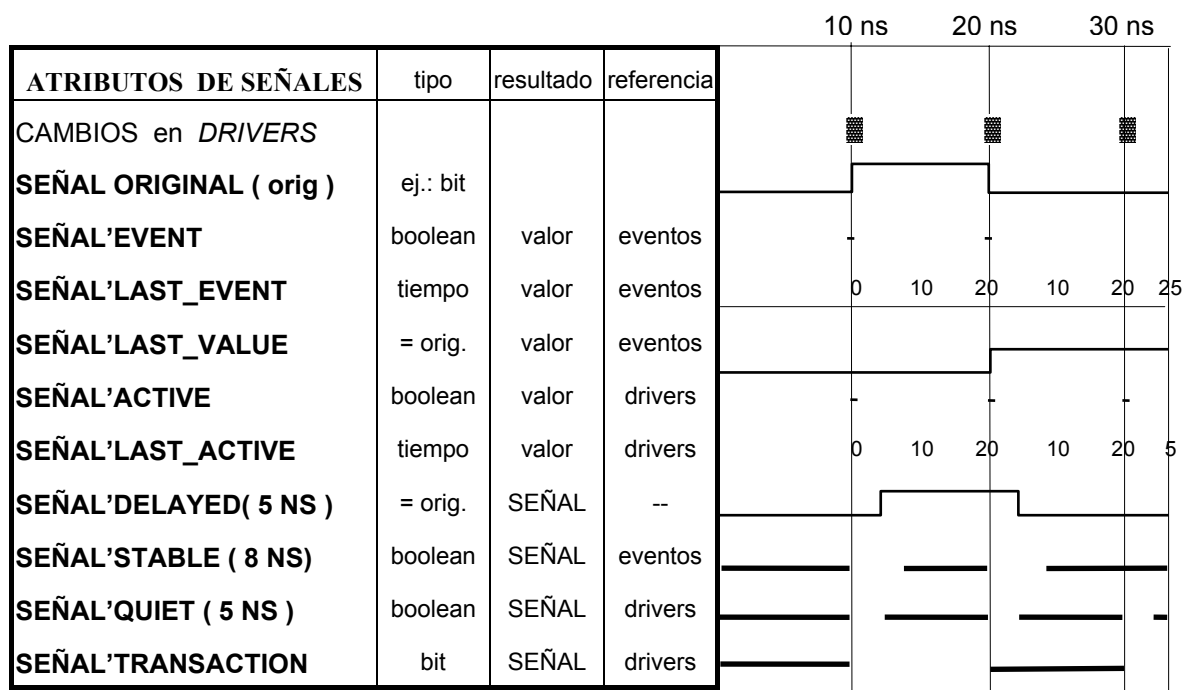 10 ns 20 ns 30 ns
ATRIBUTOS DE SEÑALES tipo resultado referencia
CAMBIOS en DRIVERS
SEÑAL ORIGINAL ( orig ) ej.: bit
SEÑAL’EVENT boolean valor eventos
SEÑAL’LAST_EVENT tiempo valor eventos 0 10 20 10 20 25
SEÑAL’LAST_VALUE = orig. valor eventos
SEÑAL’ACTIVE boolean valor drivers
SEÑAL’LAST_ACTIVE tiempo valor drivers 0 10 20 10 20 5
SEÑAL’DELAYED( 5 NS ) = orig. SEÑAL --
SEÑAL’STABLE ( 8 NS) boolean SEÑAL eventos
SEÑAL’QUIET ( 5 NS ) boolean SEÑAL drivers
SEÑAL’TRANSACTION bit SEÑAL drivers